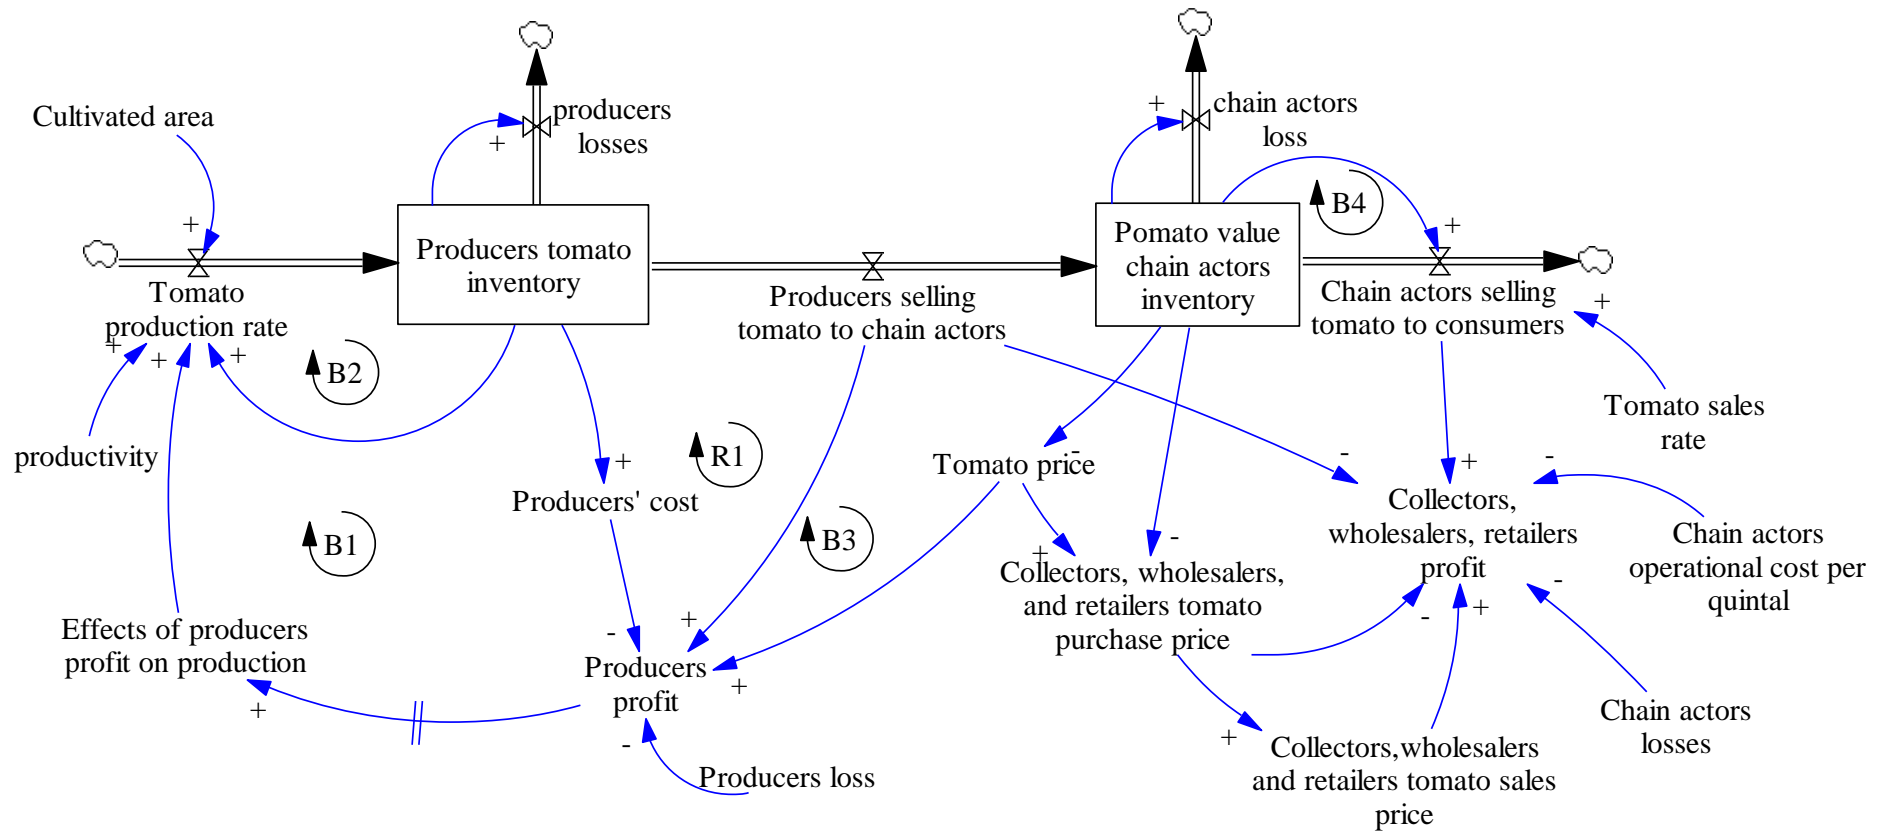 producers
losses
+
+
chain actors
loss
Cultivated area
+
B4
+
Producers tomato
inventory
Pomato value
chain actors
inventory
Tomato
production rate
+
+
+
Producers selling
tomato to chain actors
Chain actors selling
tomato to consumers
+
B2
Tomato sales
rate
productivity
+
R1
Tomato price
-
-
+
-
Producers' cost
Collectors,
wholesalers, retailers
profit
B1
B3
+
-
Chain actors
operational cost per
quintal
Collectors, wholesalers,
and retailers tomato
purchase price
-
+
-
+
Effects of producers
profit on production
-
+
Producers
profit
+
+
-
Producers loss
Chain actors
losses
+
Collectors,wholesalers
and retailers tomato sales
price